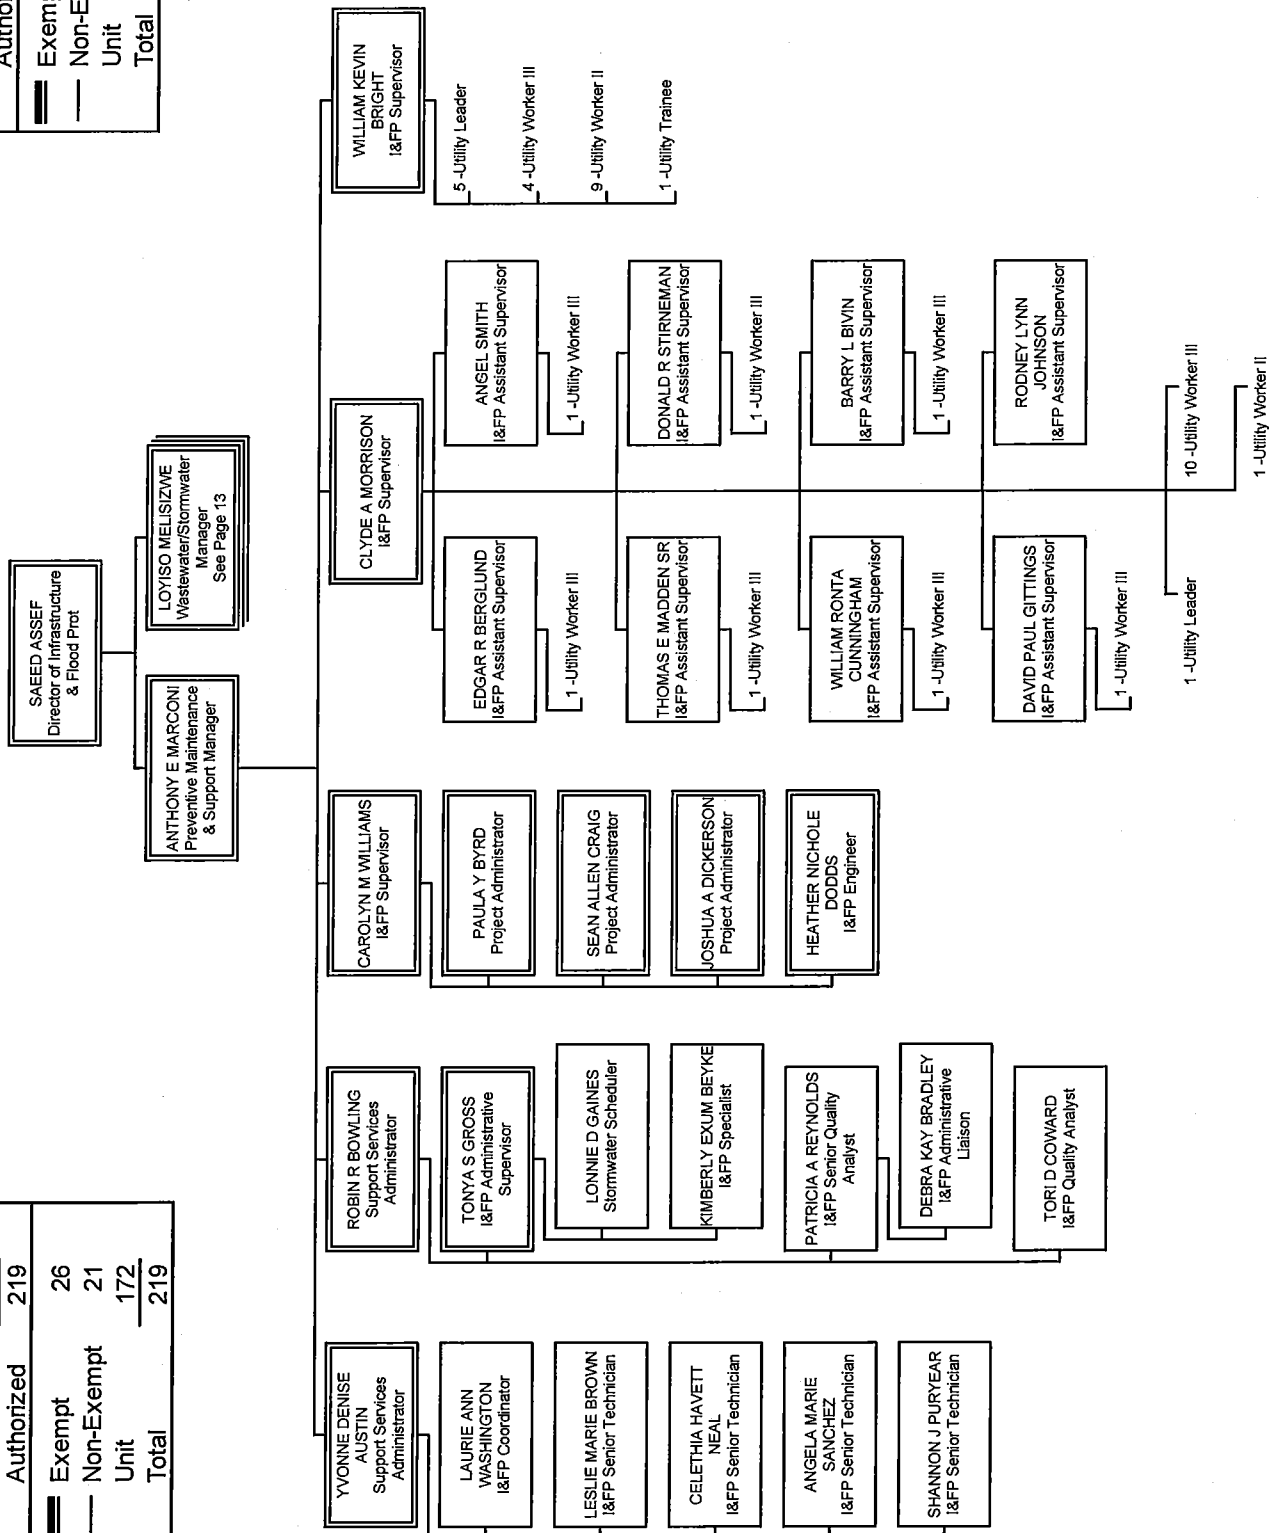 Authorized 219
Exempt 26
Non-Exempt 21
Unit 172
Total 219
Unit
Total
SAEED ASSEF
Director of Infrastructure
& Flood Prot
ANTHONY E MARCONI
Preventive Maintenance
& Support Manager
LOYISO MELISIZWE
Wastewater/Stormwater
Manager
See Page 13
YVONNE DENISE
AUSTIN
Support Services
Administrator
LAURIE ANN
WASHINGTON
I&FP Coordinator
LESLIE MARIE BROWN
I&FP Senior Technician
CELETHIA HAVETT
NEAL
I&FP Senior Technician
ANGELA MARIE
SANCHEZ
I&FP Senior Technician
SHANNON J PURYEAR
I&FP Senior Technician
ROBIN R BOWLING
Support Services
Administrator
TONYA S GROSS
I&FP Administrative
Supervisor
LONNIE D GAINES
Stormwater Scheduler
KIMBERLY EXUM BEYKE
I&FP Specialist
PATRICIA A REYNOLDS
I&FP Senior Quality
Analyst
DEBRA KAY BRADLEY
I&FP Administrative
Liaison
TORI D COWARD
I&FP Quality Analyst
CAROLYN M WILLIAMS
I&FP Supervisor
PAULA Y BYRD
Project Administrator
SEAN ALLEN CRAIG
Project Administrator
JOSHUA A DICKERSON
Project Administrator
HEATHER NICHOLE
DODDS
I&FP Engineer
CLYDE A MORRISON
I&FP Supervisor
EDGAR R BERGLUND
I&FP Assistant Supervisor
1 -Utility Worker III
ANGEL SMITH
I&FP Assistant Supervisor
1 -Utility Worker III
THOMAS E MADDEN SR
I&FP Assistant Supervisor
1 -Utility Worker III
DONALD R STIRNEMAN
I&FP Assistant Supervisor
1 -Utility Worker III
WILLIAM RONTA
CUNNINGHAM
I&FP Assistant Supervisor
1 -Utility Worker III
BARRY L BIVIN
I&FP Assistant Supervisor
1 -Utility Worker III
DAVID PAUL GITTINGS
I&FP Assistant Supervisor
1 -Utility Worker III
RODNEY LYNN
JOHNSON
I&FP Assistant Supervisor
1 -Utility Leader
10 -Utility Worker III
1 -Utility Worker II
WILLIAM KEVIN
BRIGHT
I&FP Supervisor
5 -Utility Leader
4 -Utility Worker III
9 -Utility Worker II
1 -Utility Trainee